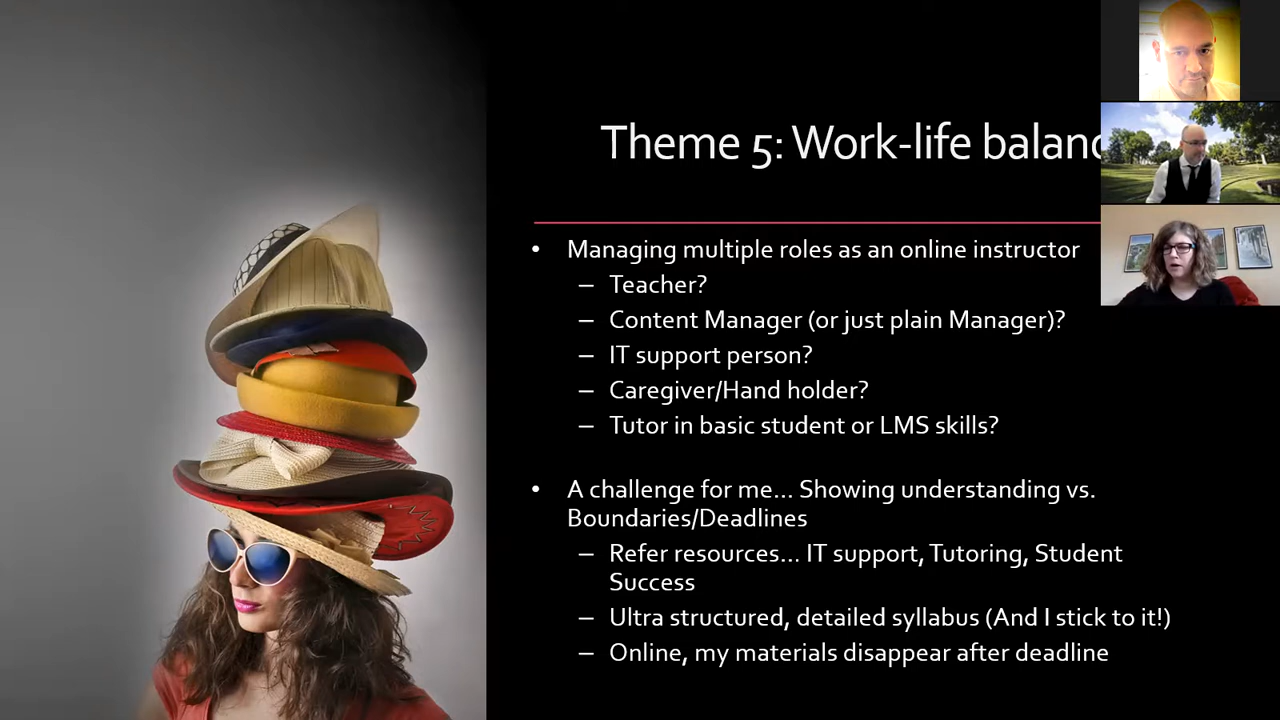 Theme 5: Work-life balanc
• Managing multiple roles as an online instructor
– Teacher?
– Content Manager (or just plain Manager)?
– IT support person?
– Caregiver/Hand holder?
– Tutor in basic student or LMS skills?
• A challenge for me... Showing understanding vs.
Boundaries/Deadlines
– Refer resources... IT support, Tutoring, Student
Success
– Ultra structured, detailed syllabus (And I stick to it!)
– Online, my materials disappear after deadline